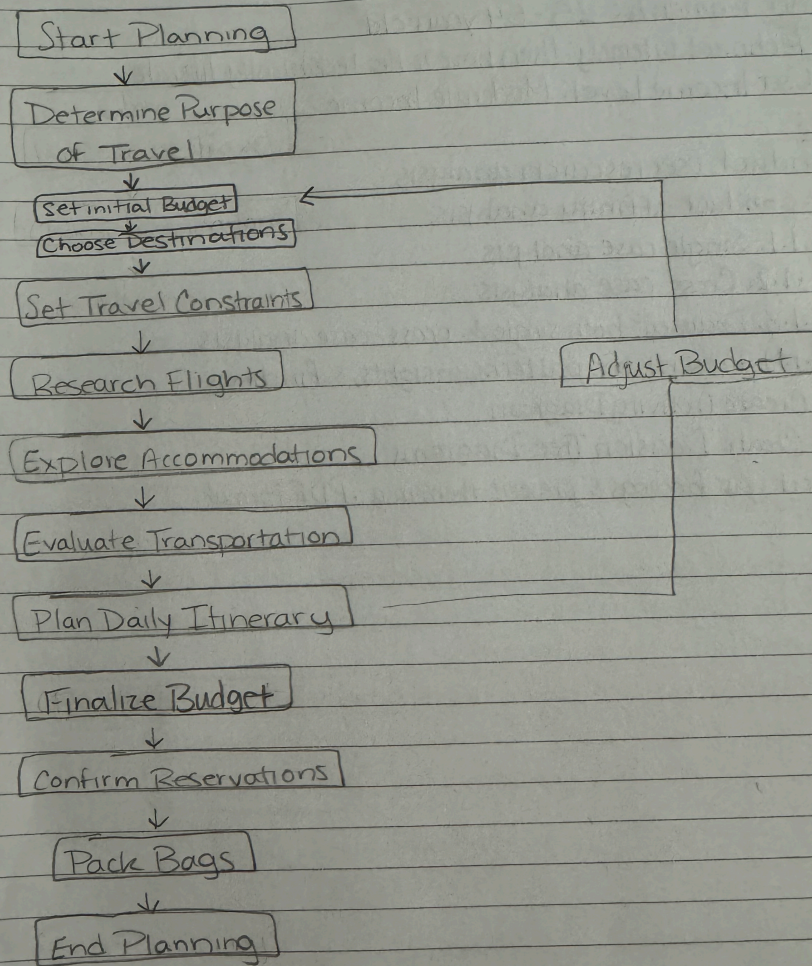 Start Planning
Determine Purpose
of Travel
Set initial Budget
Choose Destinations
Set Travel Constraints
Research Flights
Adjust Budget
Explore Accommodations
Evaluate Transportation
Plan Daily Itinerary
Finalize Budget
Confirm Reservations
Pack Bags
End Planning